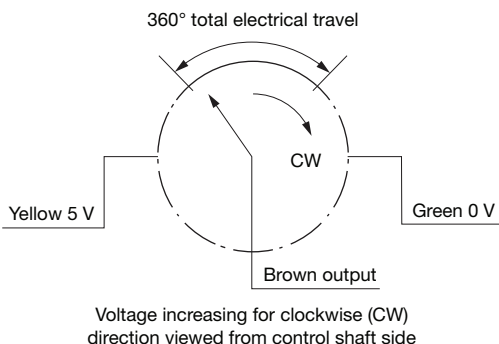 360° total electrical travel
CW
Yellow 5 V
Green 0 V
Brown output
Voltage increasing for clockwise (CW)
direction viewed from control shaft side